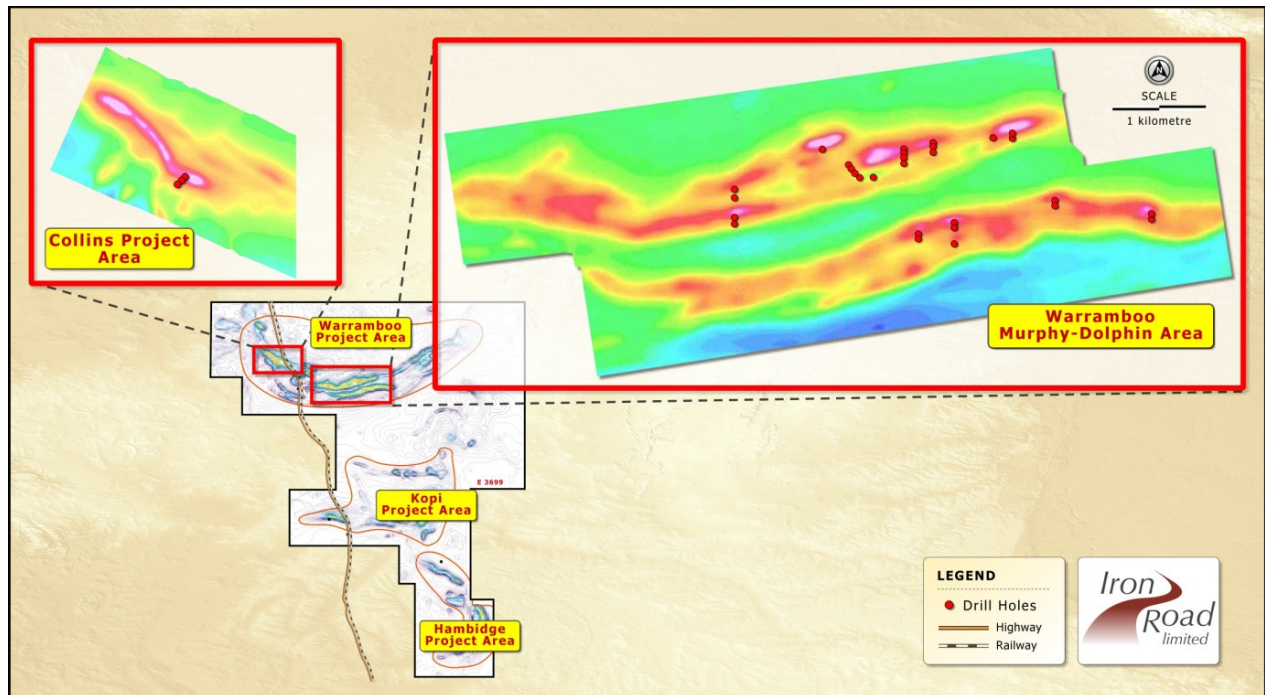 Collins Project
Area
N
SCALE
1 kilometre
Warramboo
Murphy-Dolphin Area
Warramboo
Project Area
E 3699
Kopi
Project Area
Hambidge
Project Area
LEGEND
Drill Holes
Highway
Railway
Iron
Road
limited